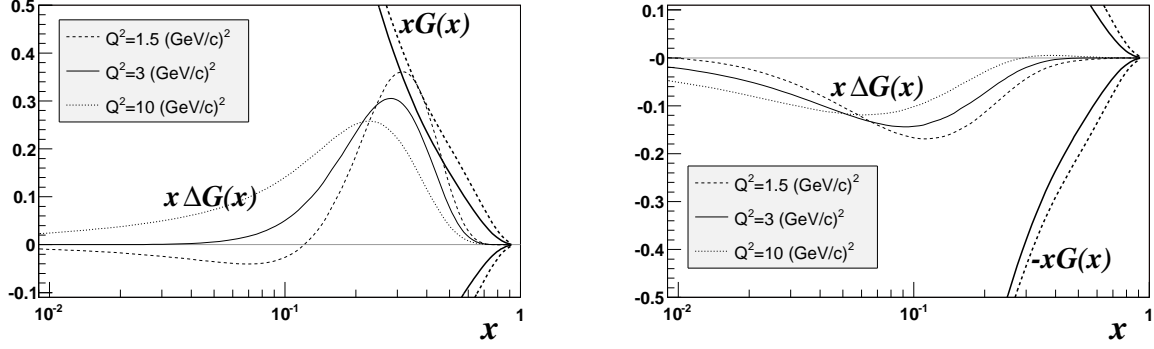 0.5
0.4
0.3
0.2
0.1
0
-0.1
Q²=1.5 (GeV/c)²
Q²=3 (GeV/c)²
Q²=10 (GeV/c)²
xG(x)
x ΔG(x)
10⁻²
10⁻¹
1
x
0.1
-0
-0.1
-0.2
-0.3
-0.4
-0.5
x ΔG(x)
Q²=1.5 (GeV/c)²
Q²=3 (GeV/c)²
Q²=10 (GeV/c)²
-xG(x)
10⁻²
10⁻¹
1
x